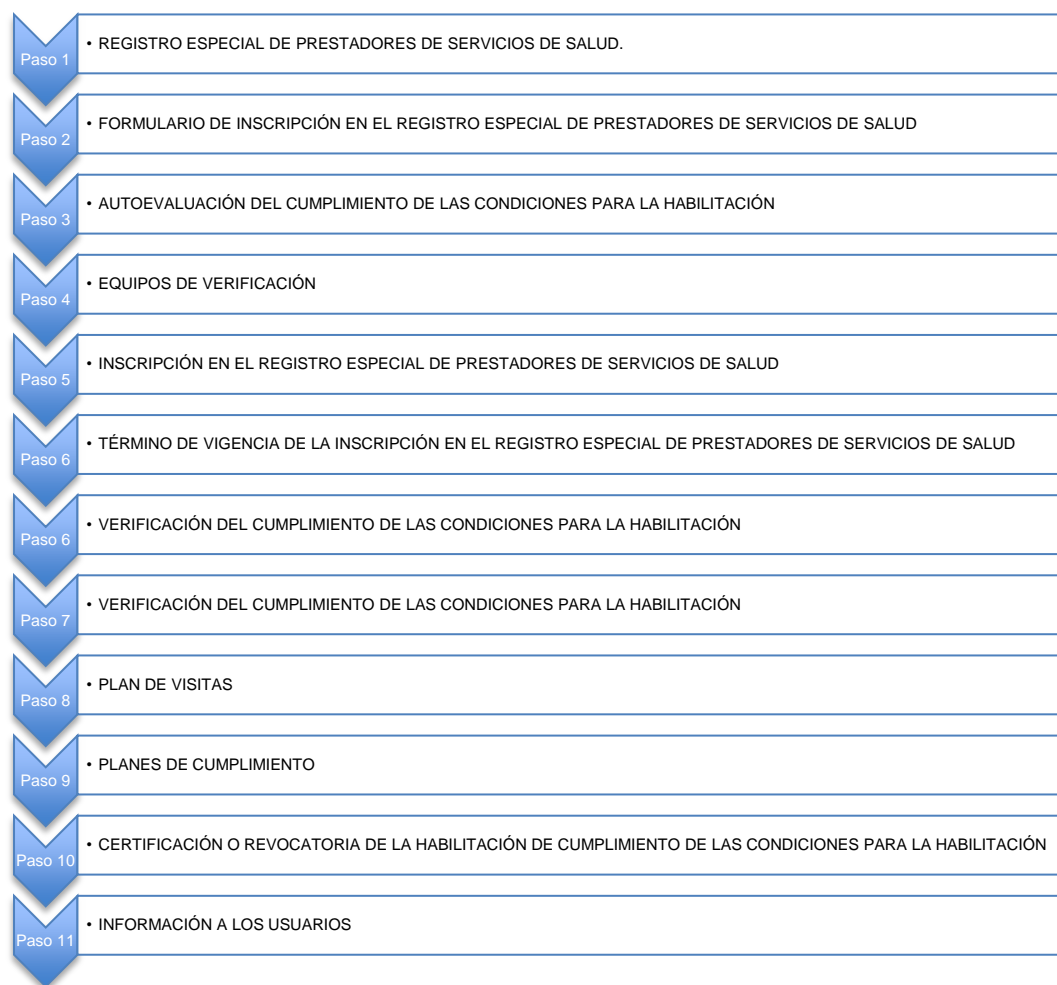 Paso 1
• REGISTRO ESPECIAL DE PRESTADORES DE SERVICIOS DE SALUD.
Paso 2
• FORMULARIO DE INSCRIPCIÓN EN EL REGISTRO ESPECIAL DE PRESTADORES DE SERVICIOS DE SALUD
Paso 3
• AUTOEVALUACIÓN DEL CUMPLIMIENTO DE LAS CONDICIONES PARA LA HABILITACIÓN
Paso 4
• EQUIPOS DE VERIFICACIÓN
Paso 5
• INSCRIPCIÓN EN EL REGISTRO ESPECIAL DE PRESTADORES DE SERVICIOS DE SALUD
Paso 6
• TÉRMINO DE VIGENCIA DE LA INSCRIPCIÓN EN EL REGISTRO ESPECIAL DE PRESTADORES DE SERVICIOS DE SALUD
Paso 6
• VERIFICACIÓN DEL CUMPLIMIENTO DE LAS CONDICIONES PARA LA HABILITACIÓN
Paso 7
• VERIFICACIÓN DEL CUMPLIMIENTO DE LAS CONDICIONES PARA LA HABILITACIÓN
Paso 8
• PLAN DE VISITAS
Paso 9
• PLANES DE CUMPLIMIENTO
Paso 10
• CERTIFICACIÓN O REVOCATORIA DE LA HABILITACIÓN DE CUMPLIMIENTO DE LAS CONDICIONES PARA LA HABILITACIÓN
Paso 11
• INFORMACIÓN A LOS USUARIOS